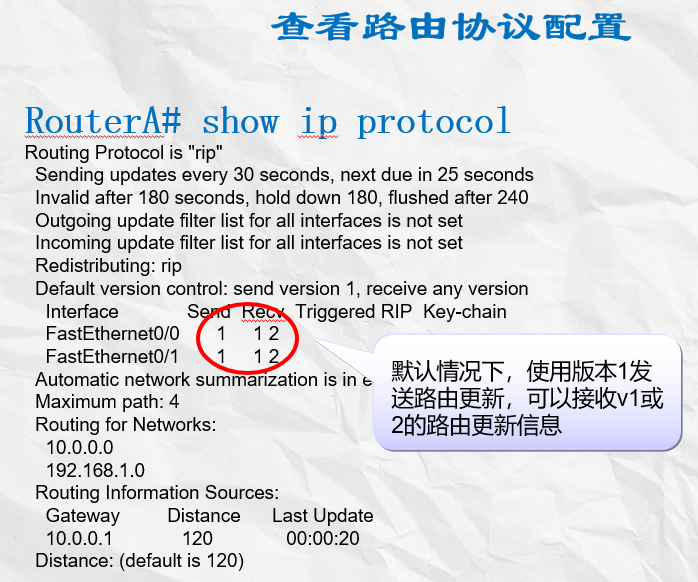 查看路由协议配置
RouterA# show ip protocol
Routing Protocol is "rip"
Sending updates every 30 seconds, next due in 25 seconds
Invalid after 180 seconds, hold down 180, flushed after 240
Outgoing update filter list for all interfaces is not set
Incoming update filter list for all interfaces is not set
Redistributing: rip
Default version control: send version 1, receive any version
Interface Send Recv Triggered RIP Key-chain
FastEthernet0/0 1 1 2
FastEthernet0/1 1 1 2
Automatic network summarization is in
Maximum path: 4
Routing for Networks:
10.0.0.0
192.168.1.0
Routing Information Sources:
Gateway Distance Last Update
10.0.0.1 120 00:00:20
Distance: (default is 120)
默认情况下，使用版本1发
送路由更新，可以接收v1或
2的路由更新信息